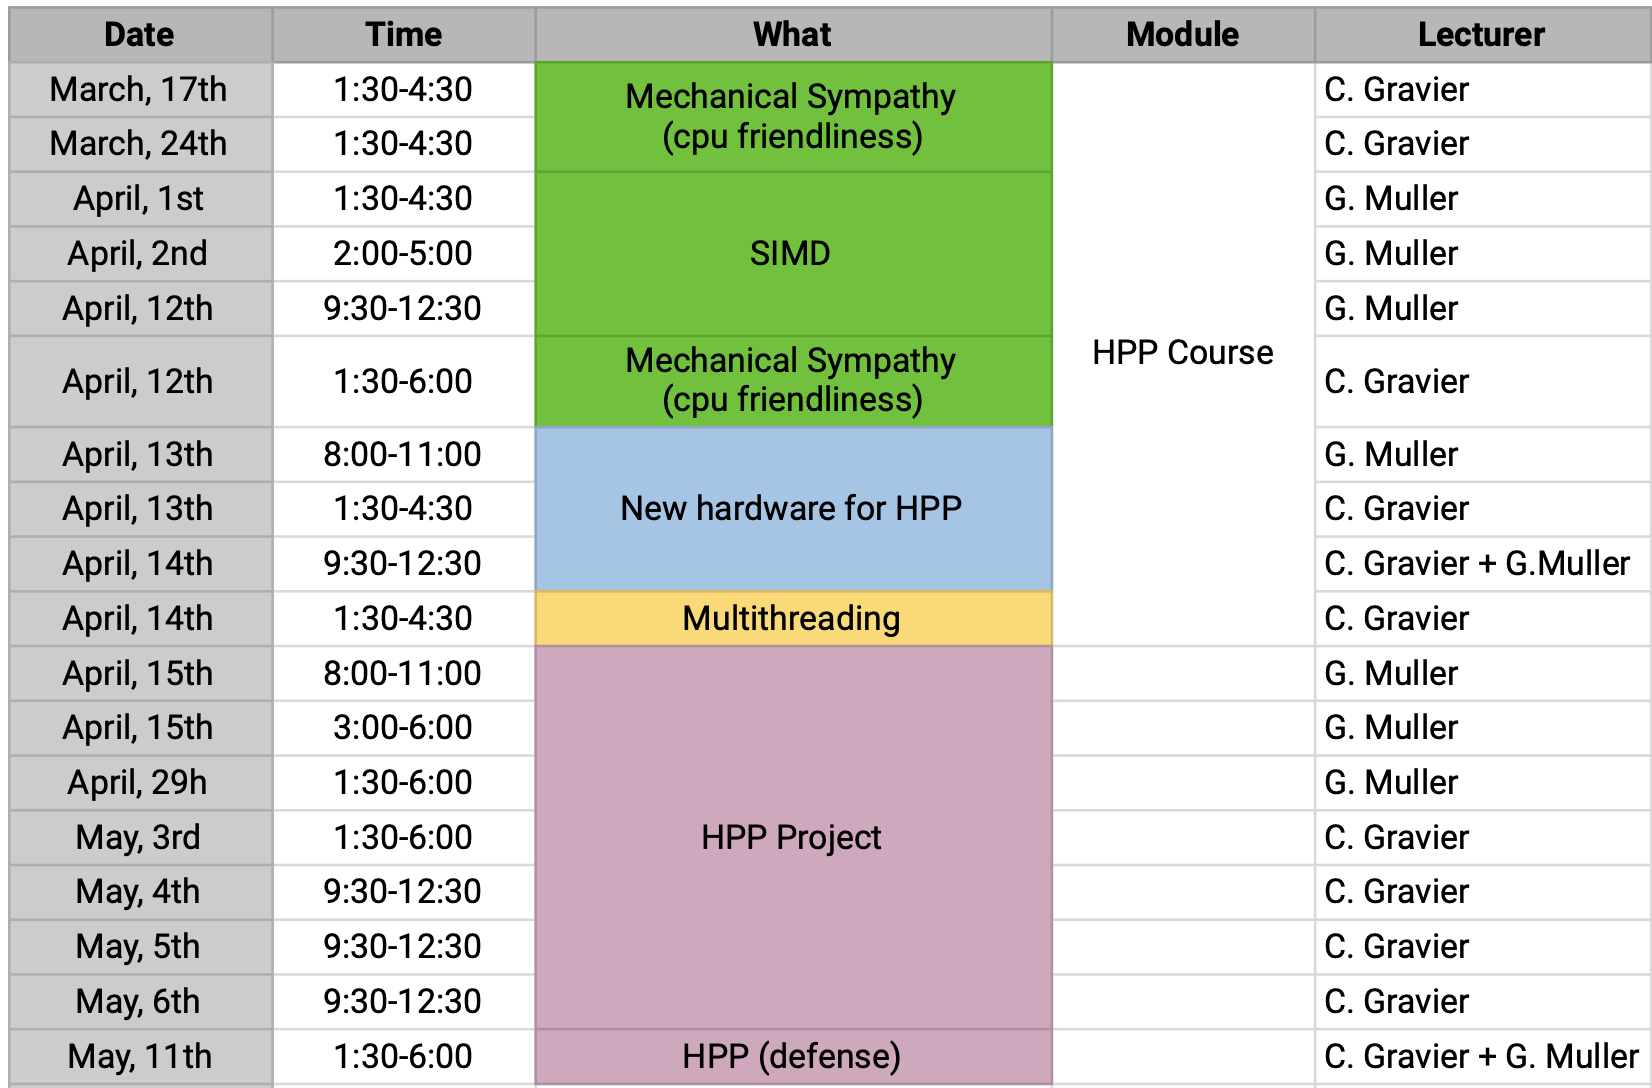 Date Time What Module Lecturer
March, 17th 1:30-4:30 Mechanical Sympathy C. Gravier
(cpu friendliness)
March, 24th 1:30-4:30 C. Gravier
April, 1st 1:30-4:30 G. Muller
April, 2nd 2:00-5:00 SIMD G. Muller
April, 12th 9:30-12:30 G. Muller
HPP Course
Mechanical Sympathy
April, 12th 1:30-6:00 C. Gravier
(cpu friendliness)
April, 13th 8:00-11:00 G. Muller
April, 13th 1:30-4:30 New hardware for HPP C. Gravier
April, 14th 9:30-12:30 C. Gravier + G.Muller
April, 14th 1:30-4:30 Multithreading C. Gravier
April, 15th 8:00-11:00 G. Muller
April, 15th 3:00-6:00 G. Muller
April, 29h 1:30-6:00 G. Muller
May, 3rd 1:30-6:00 HPP Project C. Gravier
May, 4th 9:30-12:30 C. Gravier
May, 5th 9:30-12:30 C. Gravier
May, 6th 9:30-12:30 C. Gravier
May, 11th 1:30-6:00 HPP (defense) C. Gravier + G. Muller